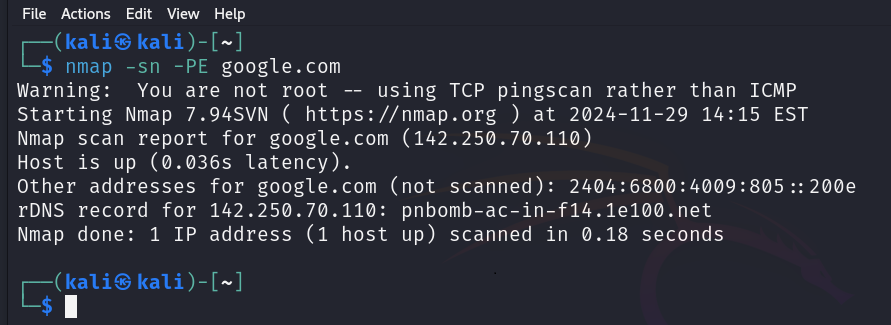 File Actions Edit View Help
┌──(kali㉿kali)-[~]
└─$ nmap -sn -PE google.com
Warning:  You are not root -- using TCP pingscan rather than ICMP
Starting Nmap 7.94SVN ( https://nmap.org ) at 2024-11-29 14:15 EST
Nmap scan report for google.com (142.250.70.110)
Host is up (0.036s latency).
Other addresses for google.com (not scanned): 2404:6800:4009:805::200e
rDNS record for 142.250.70.110: pnbomb-ac-in-f14.1e100.net
Nmap done: 1 IP address (1 host up) scanned in 0.18 seconds
┌──(kali㉿kali)-[~]
└─$